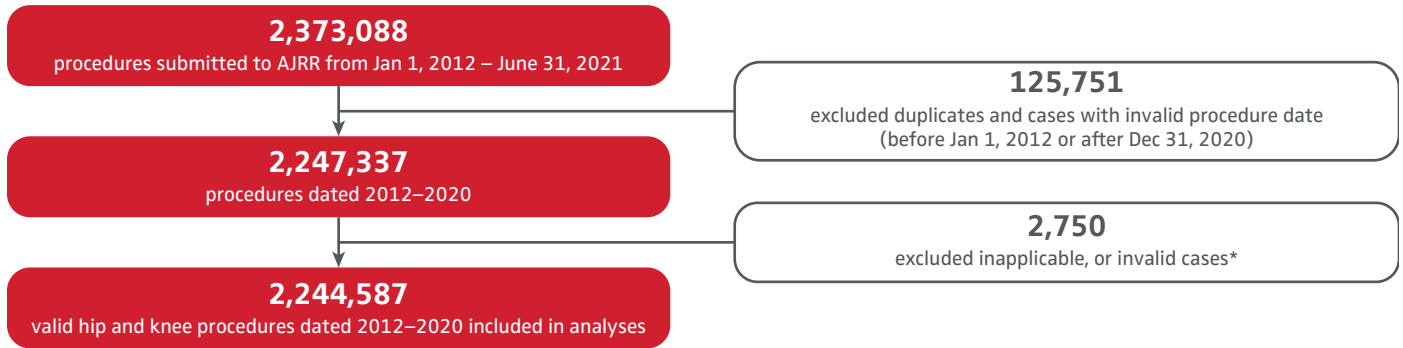 2,373,088
procedures submitted to AJRR from Jan 1, 2012 – June 31, 2021
125,751
excluded duplicates and cases with invalid procedure date
(before Jan 1, 2012 or after Dec 31, 2020)
2,247,337
procedures dated 2012–2020
2,750
excluded inapplicable, or invalid cases*
2,244,587
valid hip and knee procedures dated 2012–2020 included in analyses